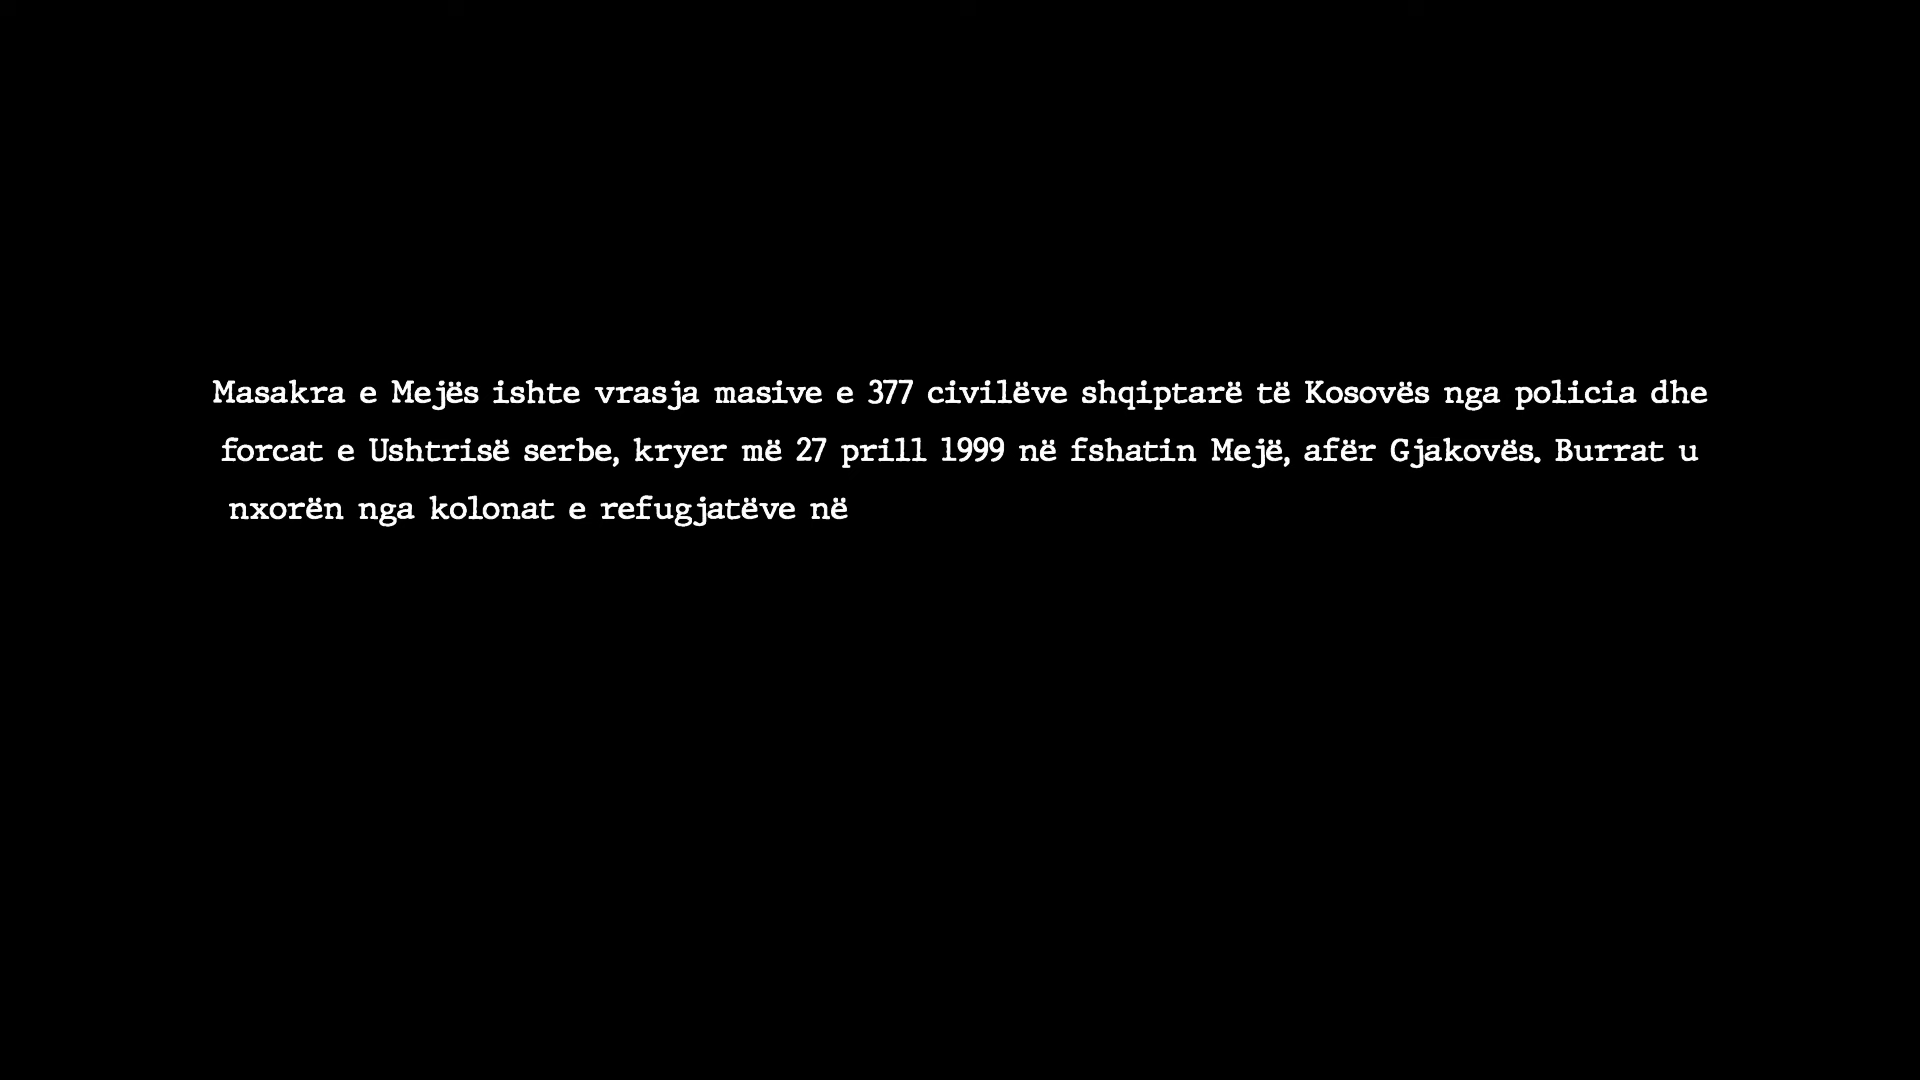 Masakra e Mejës ishte vrasja masive e 377 civilëve shqiptarë të Kosovës nga policia dhe
forcat e Ushtrisë serbe, kryer më 27 prill 1999 në fshatin Mejë, afër Gjakovës. Burrat u
nxorën nga kolonat e refugjatëve në